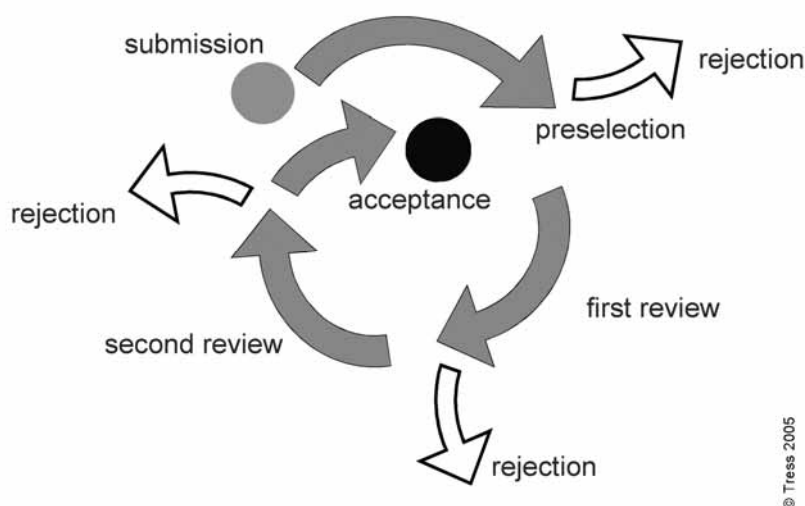 submission
rejection
preselection
acceptance
rejection
first review
second review
rejection
© Tress 2005